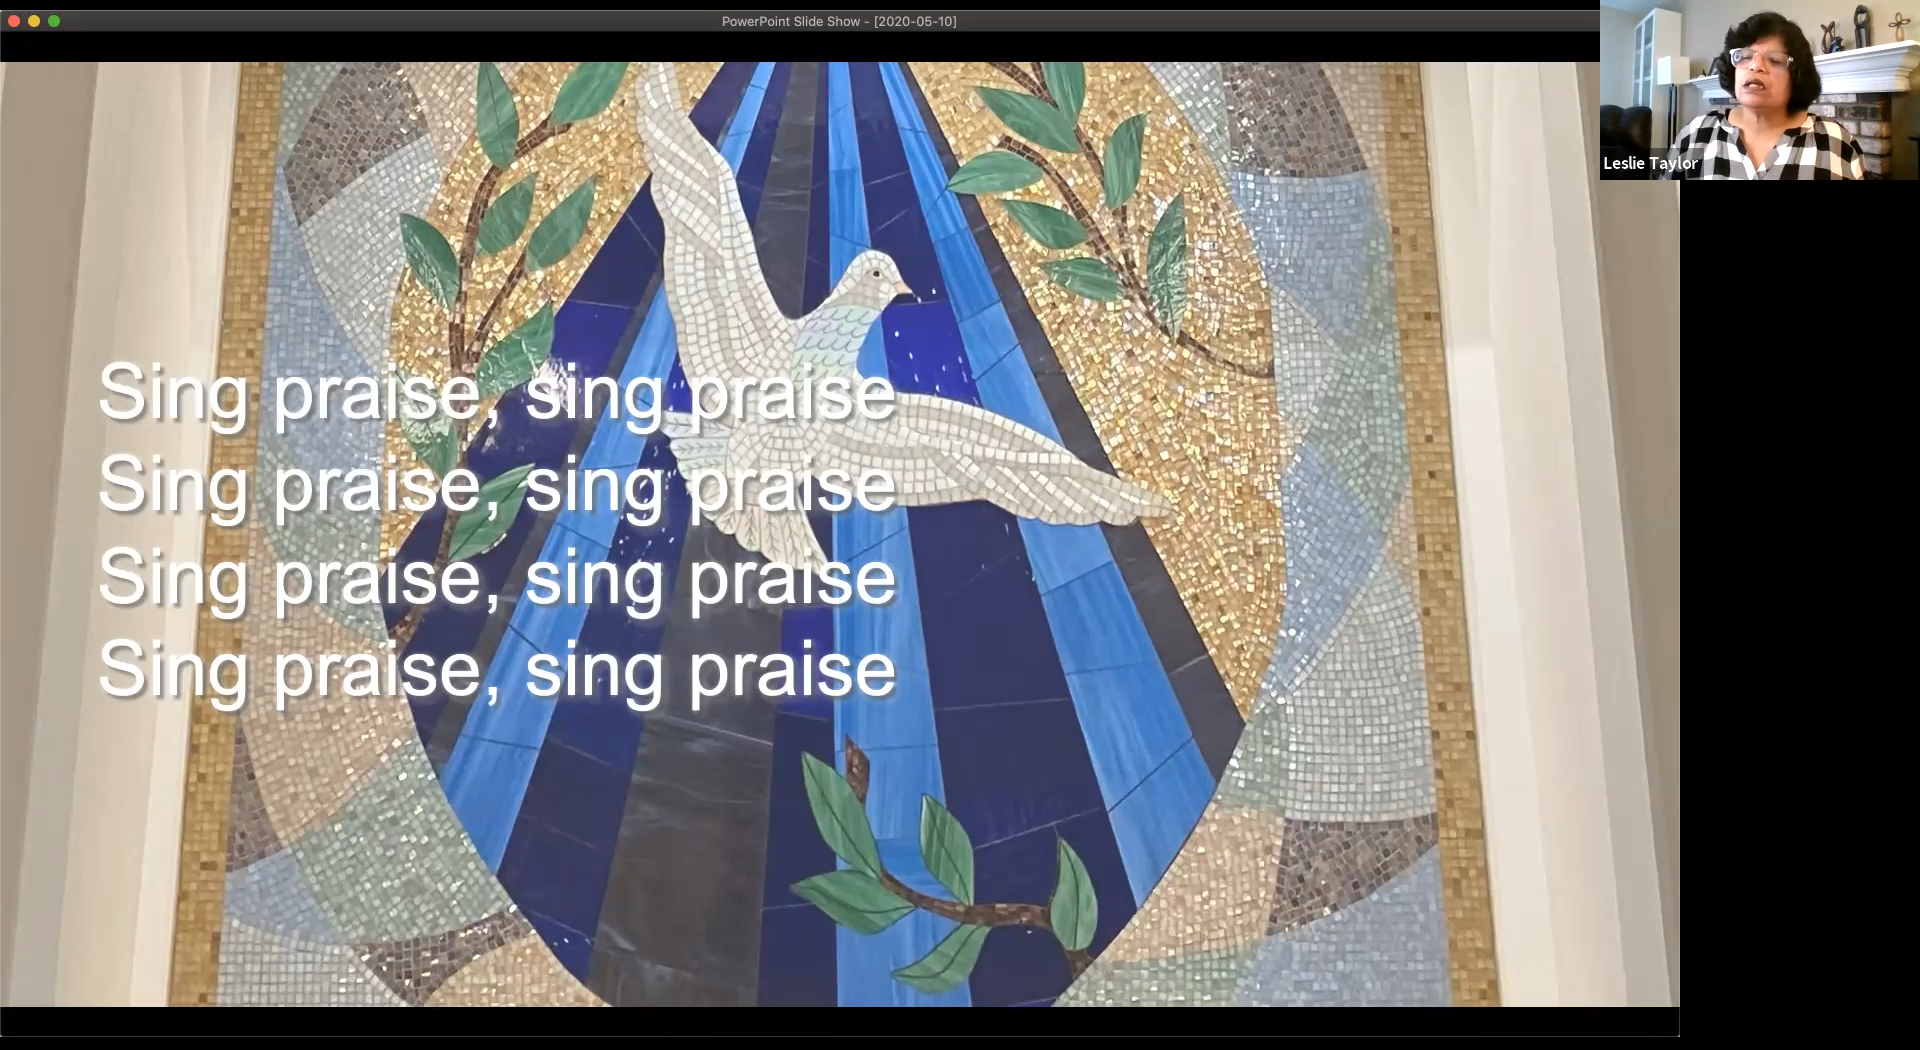 PowerPoint Slide Show - [2020-05-10]
Leslie Taylor
Sing praise, sing praise
Sing praise, sing praise
Sing praise, sing praise
Sing praise, sing praise